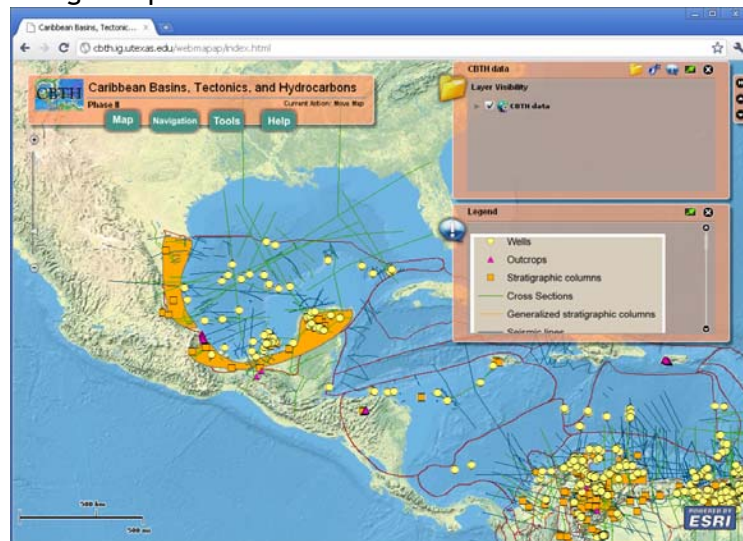 Caribbean Basins, Tectonic...
cbth.ig.utexas.edu/webmapap/index.html
CBTH
Caribbean Basins, Tectonics, and Hydrocarbons
Phase II
Current Action: Move Map
Map
Navigation
Tools
Help
CBTH data
Layer Visibility
CBTH data
Legend
Wells
Outcrops
Stratigraphic columns
Cross Sections
Generalized stratigraphic columns
Seismic lines
500 km
500 mi
POWERED BY
ESRI